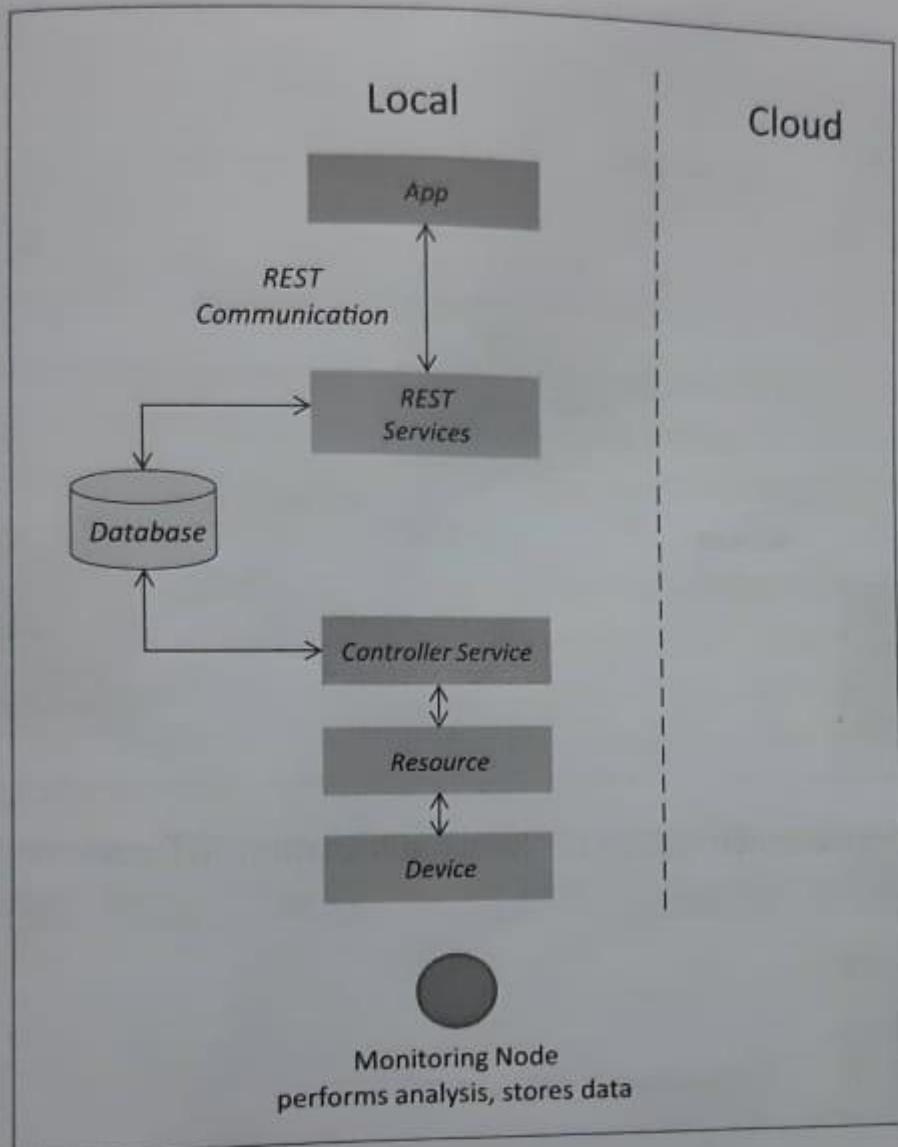 Local
Cloud
App
REST
Communication
REST
Services
Database
Controller Service
Resource
Device
Monitoring Node
performs analysis, stores data